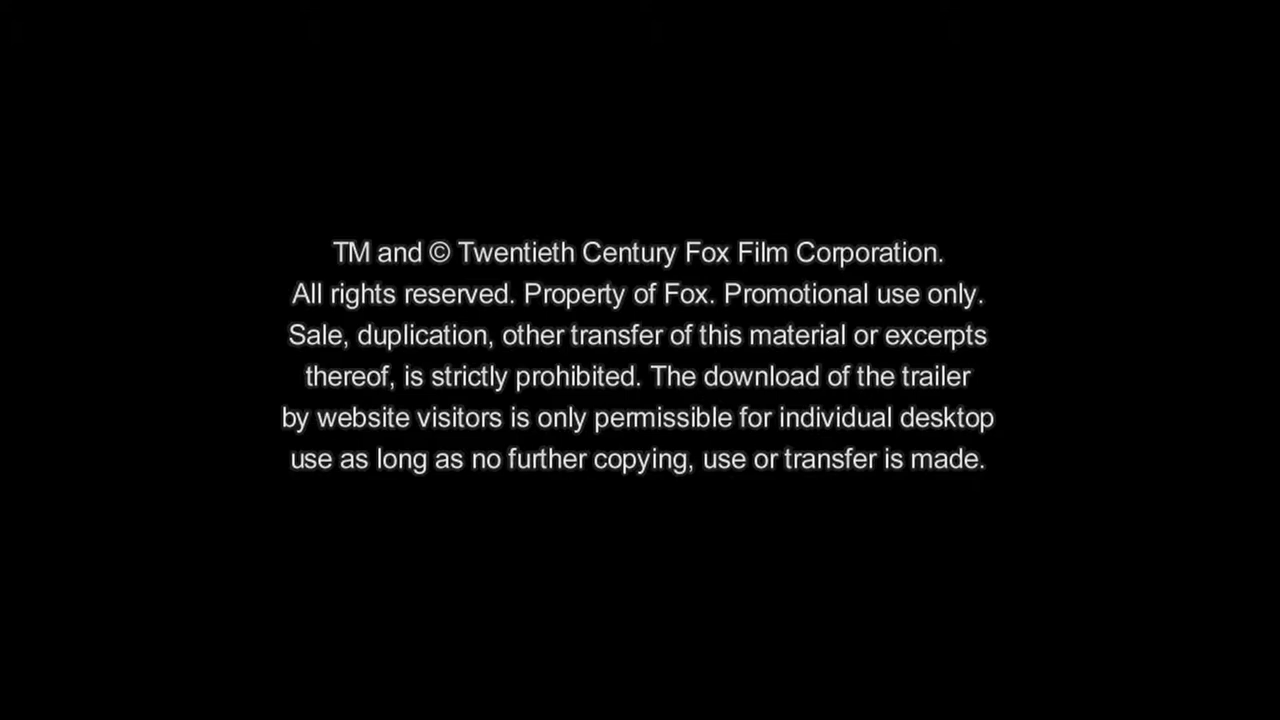 TM and © Twentieth Century Fox Film Corporation.
All rights reserved. Property of Fox. Promotional use only.
Sale, duplication, other transfer of this material or excerpts
thereof, is strictly prohibited. The download of the trailer
by website visitors is only permissible for individual desktop
use as long as no further copying, use or transfer is made.